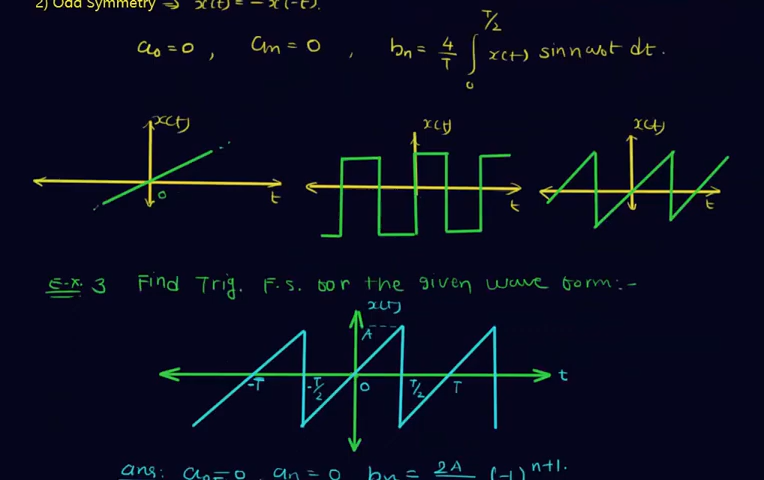 2) Odd Symmetry ⇒ x(t) = - x(-t).
a₀ = 0 , aₙ = 0 , bₙ = 4/T ∫₀^(T/2) x(t) sin nω₀t dt.
x(t) x(t) x(t)
0 t t t
Ex. 3 Find Trig. F.S. for the given wave form:-
x(t)
A
-T -T/2 0 T/2 T t
ans: a₀ = 0, aₙ = 0 bₙ = 2A (-1)ⁿ⁺¹.